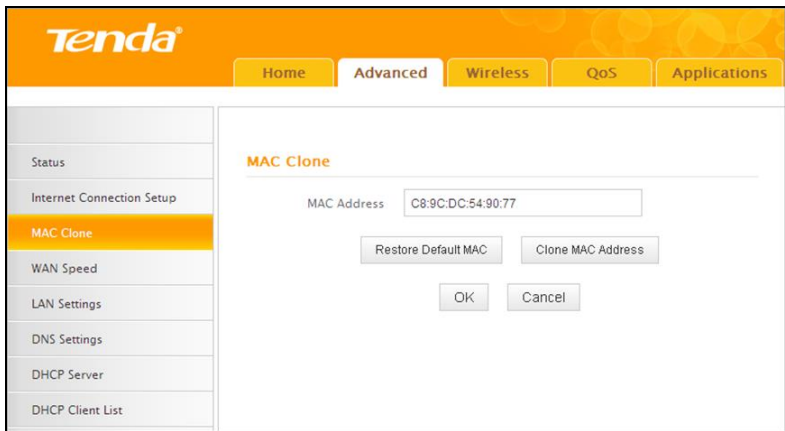 Tenda®
Home Advanced Wireless QoS Applications
Status
Internet Connection Setup
MAC Clone
WAN Speed
LAN Settings
DNS Settings
DHCP Server
DHCP Client List
MAC Clone
MAC Address C8:9C:DC:54:90:77
Restore Default MAC Clone MAC Address
OK Cancel